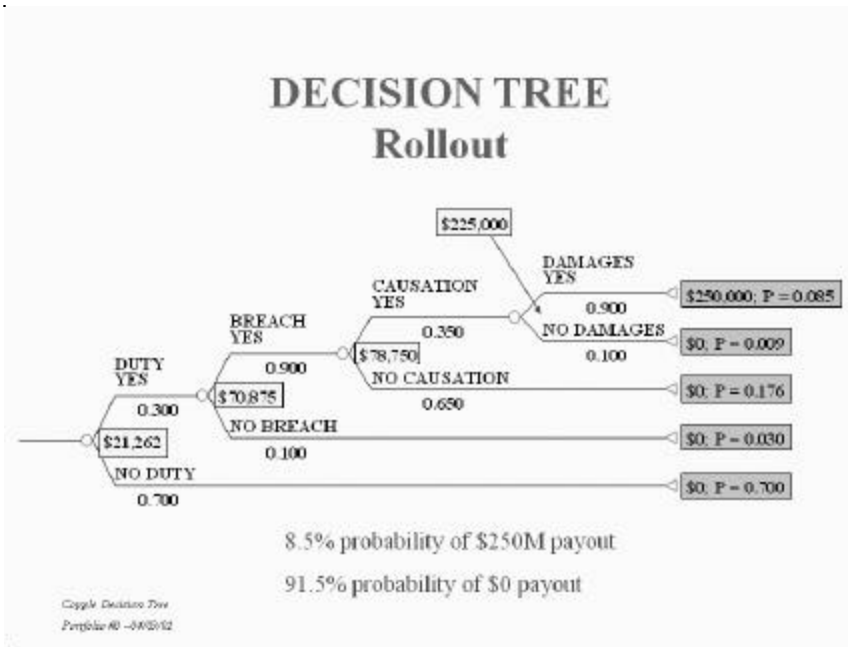 DECISION TREE
Rollout
$225,000
DAMAGES
YES
0.900
$250,000; P = 0.085
CAUSATION
YES
0.350
NO DAMAGES
0.100
$0; P = 0.009
BREACH
YES
0.900
$78,750
NO CAUSATION
0.650
$0; P = 0.176
DUTY
YES
0.300
$70,875
NO BREACH
0.100
$0; P = 0.030
$21,262
NO DUTY
0.700
$0; P = 0.700
8.5% probability of $250M payout
91.5% probability of $0 payout
Decision Tree